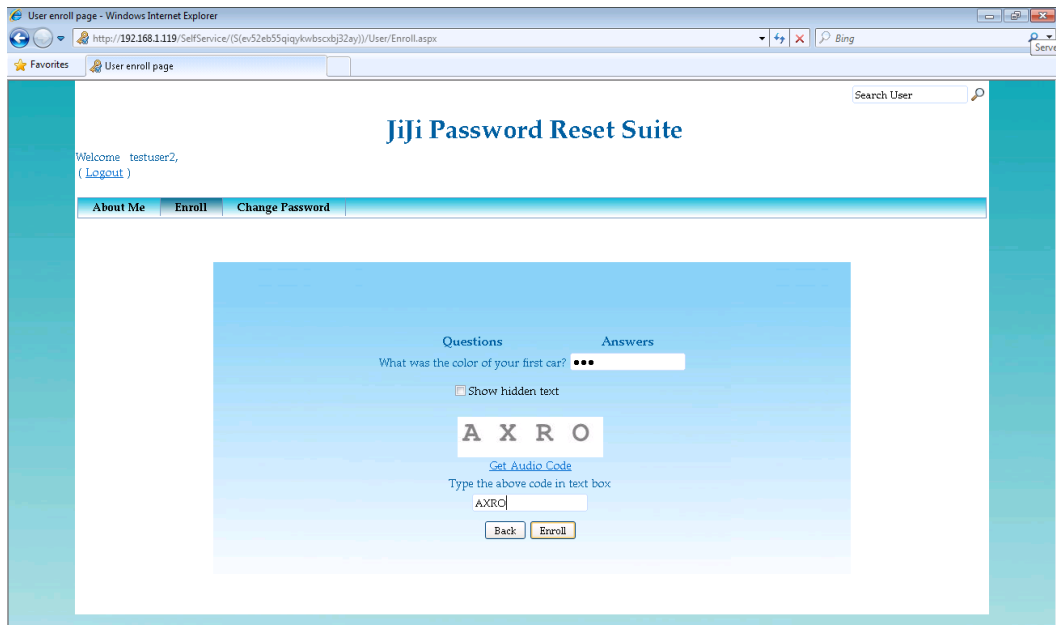 User enroll page - Windows Internet Explorer
http://192.168.1.119/SelfService/(S(ev52eb55qiqykwbscxbj32ay))/User/Enroll.aspx
Bing
Serve
Favorites
User enroll page
Search User
JiJi Password Reset Suite
Welcome testuser2,
( Logout )
About Me Enroll Change Password
Questions Answers
What was the color of your first car? ●●●
Show hidden text
A X R O
Get Audio Code
Type the above code in text box
AXRO
Back Enroll